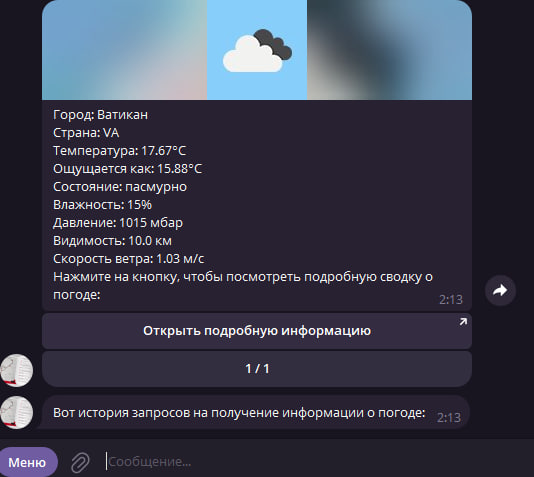 Город: Ватикан
Страна: VA
Температура: 17.67°C
Ощущается как: 15.88°C
Состояние: пасмурно
Влажность: 15%
Давление: 1015 мбар
Видимость: 10.0 км
Скорость ветра: 1.03 м/с
Нажмите на кнопку, чтобы посмотреть подробную сводку о
погоде:
2:13
Открыть подробную информацию
1 / 1
Вот история запросов на получение информации о погоде:
2:13
Меню
Сообщение...